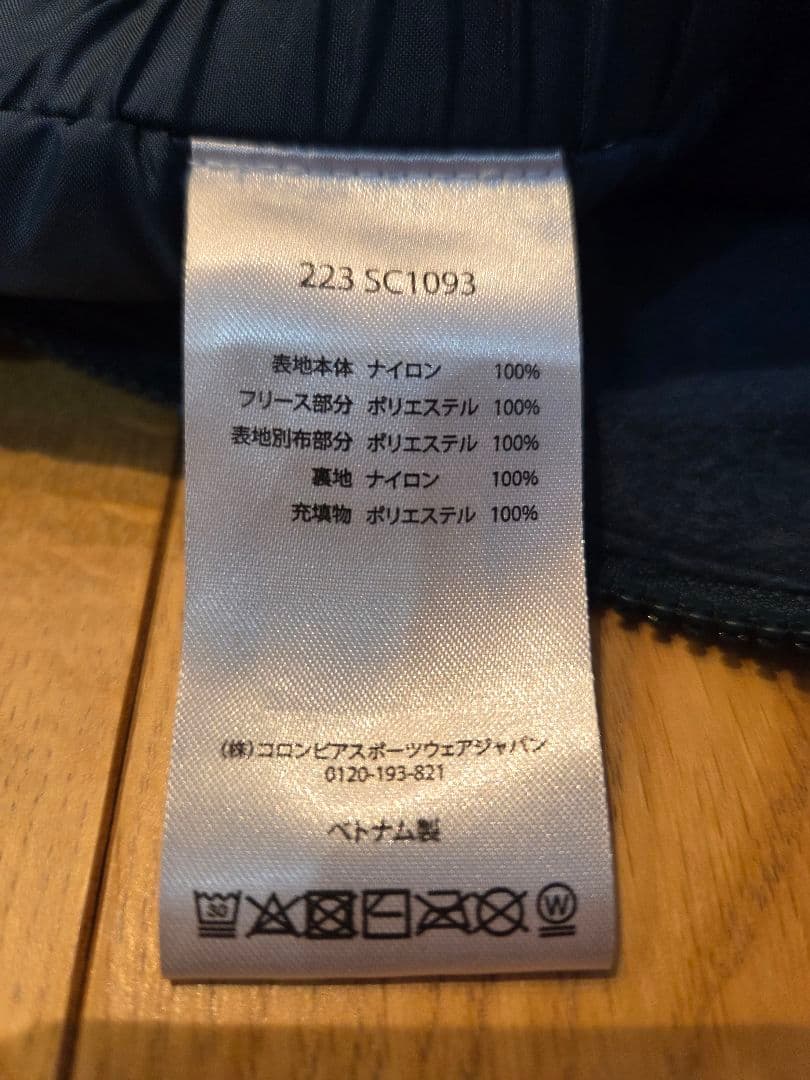 223 SC1093
表地本体 ナイロン 100%
フリース部分 ポリエステル 100%
表地別布部分 ポリエステル 100%
裏地 ナイロン 100%
充填物 ポリエステル 100%
(株)コロンビアスポーツウェアジャパン
0120-193-821
ベトナム製
30 W